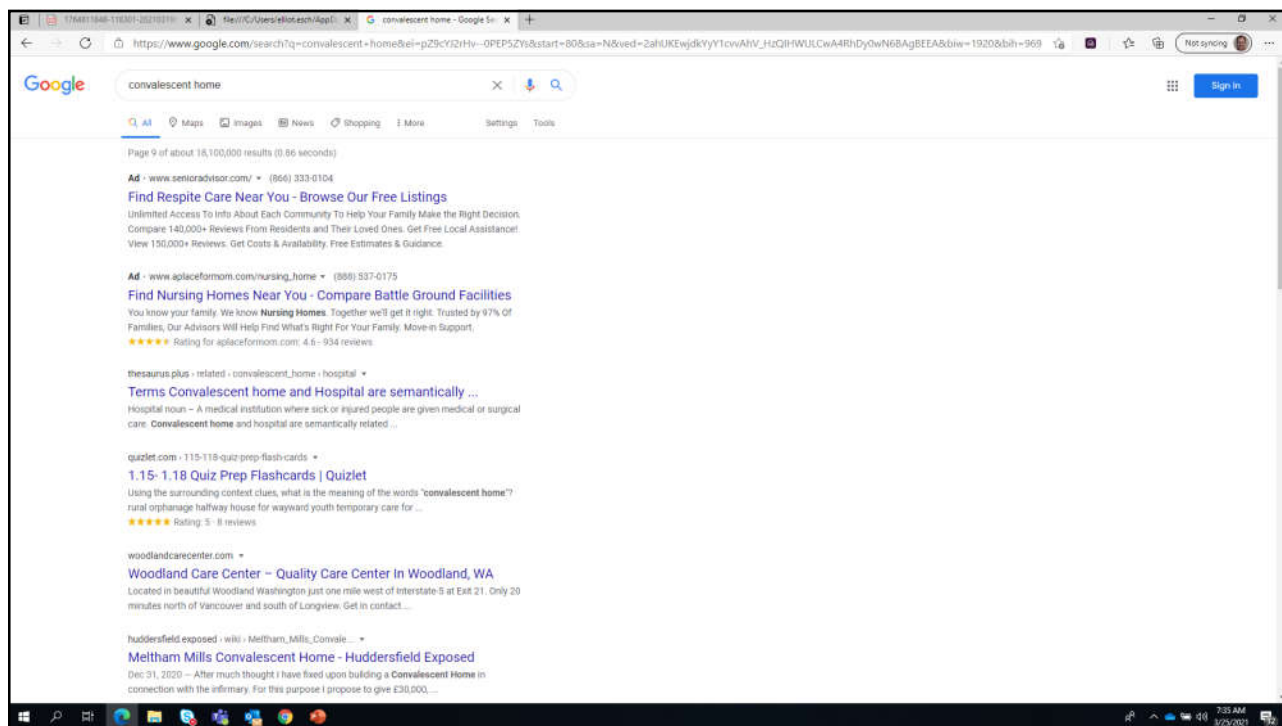 convalescent home - Google Se
https://www.google.com/search?q=convalescent+home&ei=
Not syncing
Google
convalescent home
Sign in
All Maps Images News Shopping More Settings Tools
Page 9 of about 18,100,000 results (0.86 seconds)
Ad · www.senioradvisor.com/ (866) 333-0104
Find Respite Care Near You - Browse Our Free Listings
Unlimited Access To Info About Each Community To Help Your Family Make the Right Decision.
Compare 140,000+ Reviews From Residents and Their Loved Ones. Get Free Local Assistance!
View 150,000+ Reviews. Get Costs & Availability. Free Estimates & Guidance.
Ad · www.aplaceformom.com/nursing_home (888) 537-0175
Find Nursing Homes Near You - Compare Battle Ground Facilities
You know your family. We know Nursing Homes. Together we'll get it right. Trusted by 97% Of
Families, Our Advisors Will Help Find What's Right For Your Family. Move-in Support.
Rating for aplaceformom.com: 4.6 - 934 reviews
thesaurus.plus › related › convalescent_home › hospital
Terms Convalescent home and Hospital are semantically ...
Hospital noun – A medical institution where sick or injured people are given medical or surgical
care. Convalescent home and hospital are semantically related ...
quizlet.com › 115-118-quiz-prep-flash-cards
1.15- 1.18 Quiz Prep Flashcards | Quizlet
Using the surrounding context clues, what is the meaning of the words "convalescent home"?
rural orphanage halfway house for wayward youth temporary care for ...
Rating: 5 · 8 reviews
woodlandcarecenter.com
Woodland Care Center – Quality Care Center In Woodland, WA
Located in beautiful Woodland Washington just one mile west of Interstate-5 at Exit 21. Only 20
minutes north of Vancouver and south of Longview. Get in contact ...
huddersfield.exposed › wiki › Meltham_Mills_Convale...
Meltham Mills Convalescent Home - Huddersfield Exposed
Dec 31, 2020 — After much thought I have fixed upon building a Convalescent Home in
connection with the infirmary. For this purpose I propose to give £30,000, ...
7:35 AM
3/25/2021